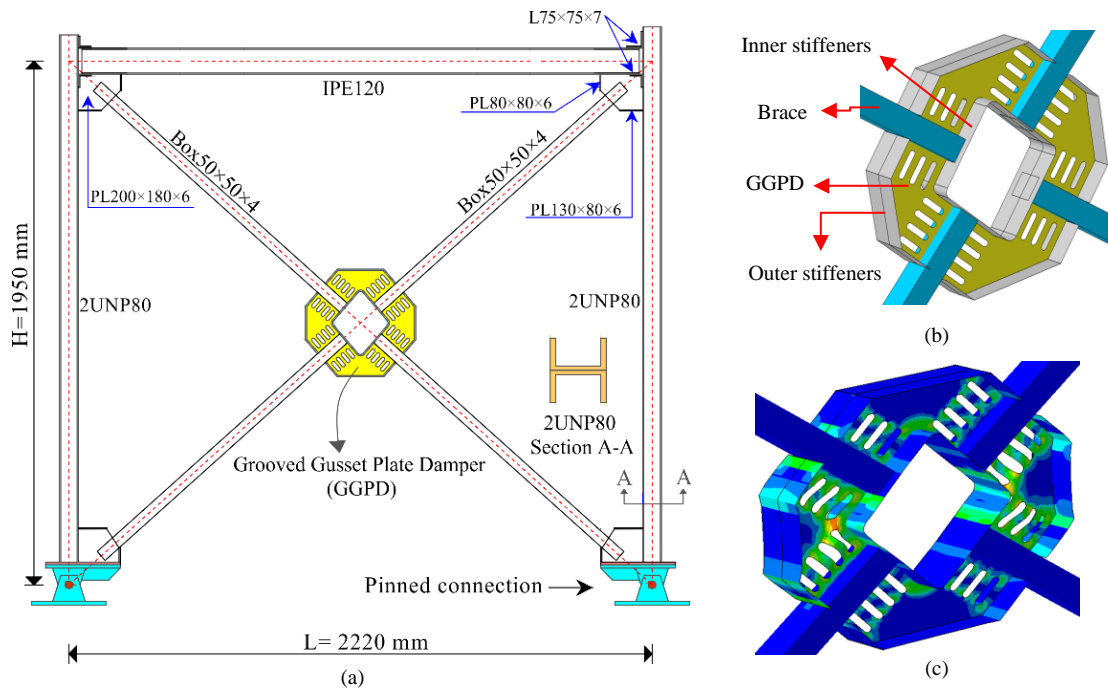 L75×75×7
IPE120
PL80×80×6
Box50×50×4
Box50×50×4
PL200×180×6
PL130×80×6
H=1950 mm
2UNP80
2UNP80
2UNP80
Section A-A
Grooved Gusset Plate Damper
(GGPD)
A
A
Pinned connection
L= 2220 mm
(a)
Inner stiffeners
Brace
GGPD
Outer stiffeners
(b)
(c)